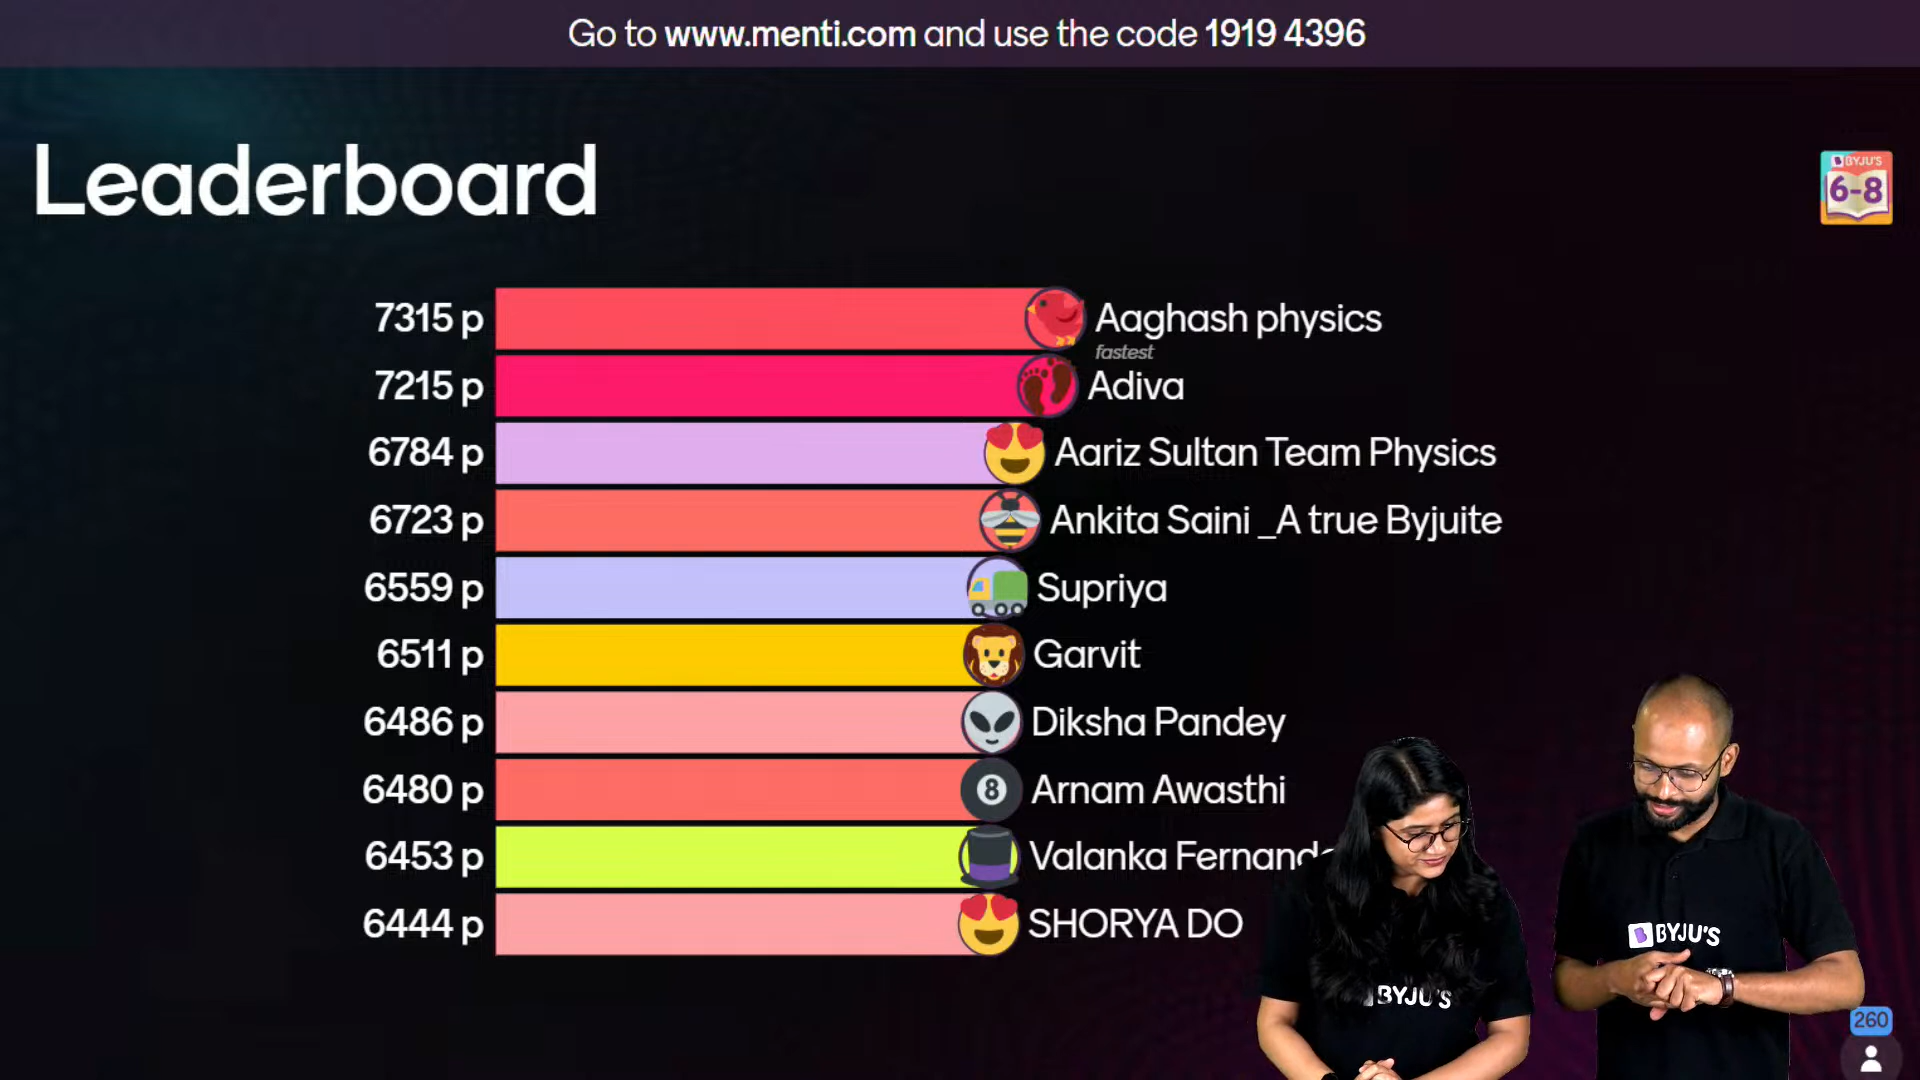 Go to www.menti.com and use the code 1919 4396
Leaderboard
BYJU'S
6-8
7315 p Aaghash physics
fastest
7215 p Adiva
6784 p Aariz Sultan Team Physics
6723 p Ankita Saini _A true Byjuite
6559 p Supriya
6511 p Garvit
6486 p Diksha Pandey
6480 p 8 Arnam Awasthi
6453 p Valanka
6444 p SHORYA DO
BYJU'S
BYJU'S
260